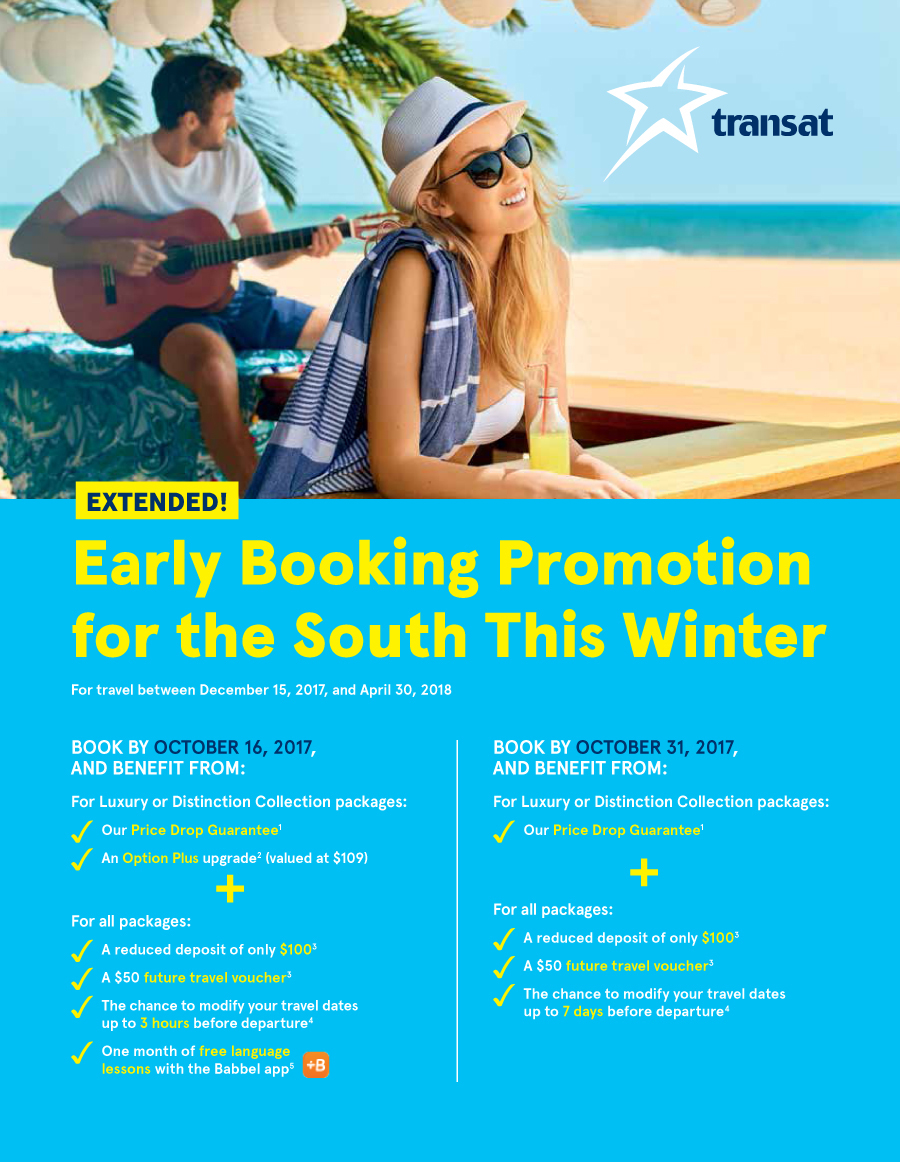 transat
EXTENDED!
Early Booking Promotion
for the South This Winter
For travel between December 15, 2017, and April 30, 2018
BOOK BY OCTOBER 16, 2017,
AND BENEFIT FROM:
For Luxury or Distinction Collection packages:
Our Price Drop Guarantee¹
An Option Plus upgrade² (valued at $109)
+
For all packages:
A reduced deposit of only $100³
A $50 future travel voucher³
The chance to modify your travel dates
up to 3 hours before departure⁴
One month of free language
lessons with the Babbel app⁵
+B
BOOK BY OCTOBER 31, 2017,
AND BENEFIT FROM:
For Luxury or Distinction Collection packages:
Our Price Drop Guarantee¹
+
For all packages:
A reduced deposit of only $100³
A $50 future travel voucher³
The chance to modify your travel dates
up to 7 days before departure⁴